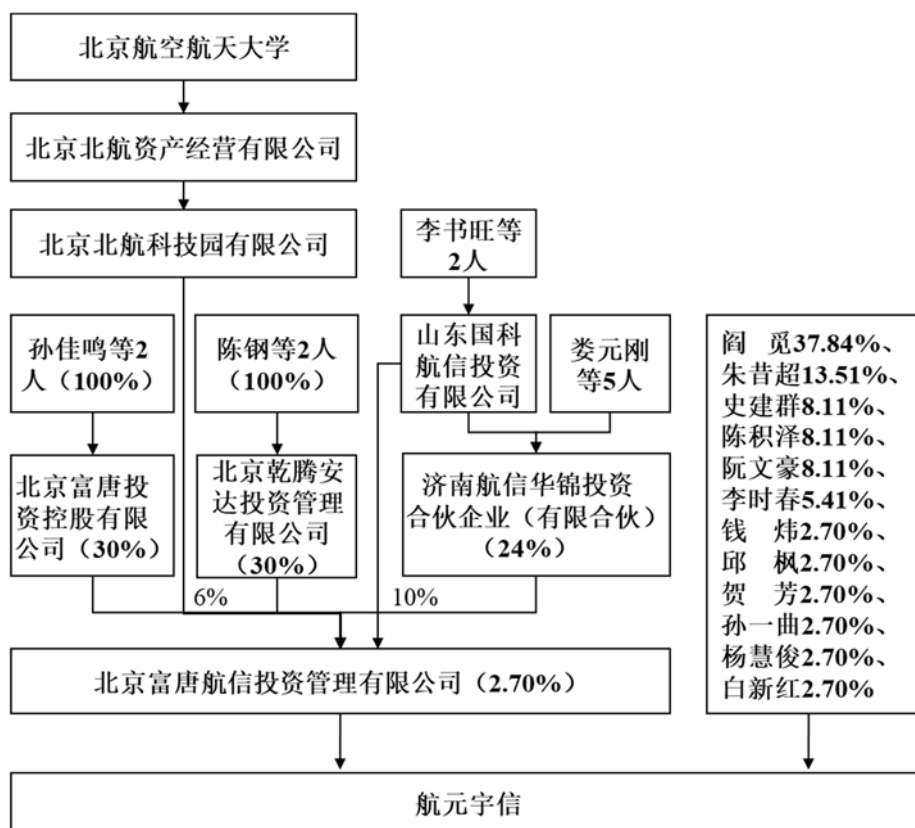 北京航空航天大学
北京北航资产经营有限公司
北京北航科技园有限公司
李书旺等
2人
孙佳鸣等2
人（100%）
陈钢等2人
（100%）
山东国科
航信投资
有限公司
娄元刚
等5人
北京富唐投
资控股有限
公司（30%）
北京乾腾安
达投资管理
有限公司
（30%）
济南航信华锦投资
合伙企业（有限合伙）
（24%）
6%
10%
北京富唐航信投资管理有限公司（2.70%）
阎　觅37.84%、
朱昔超13.51%、
史建群8.11%、
陈积泽8.11%、
阮文豪8.11%、
李时春5.41%、
钱　炜2.70%、
邱　枫2.70%、
贺　芳2.70%、
孙一曲2.70%、
杨慧俊2.70%、
白新红2.70%
航元宇信